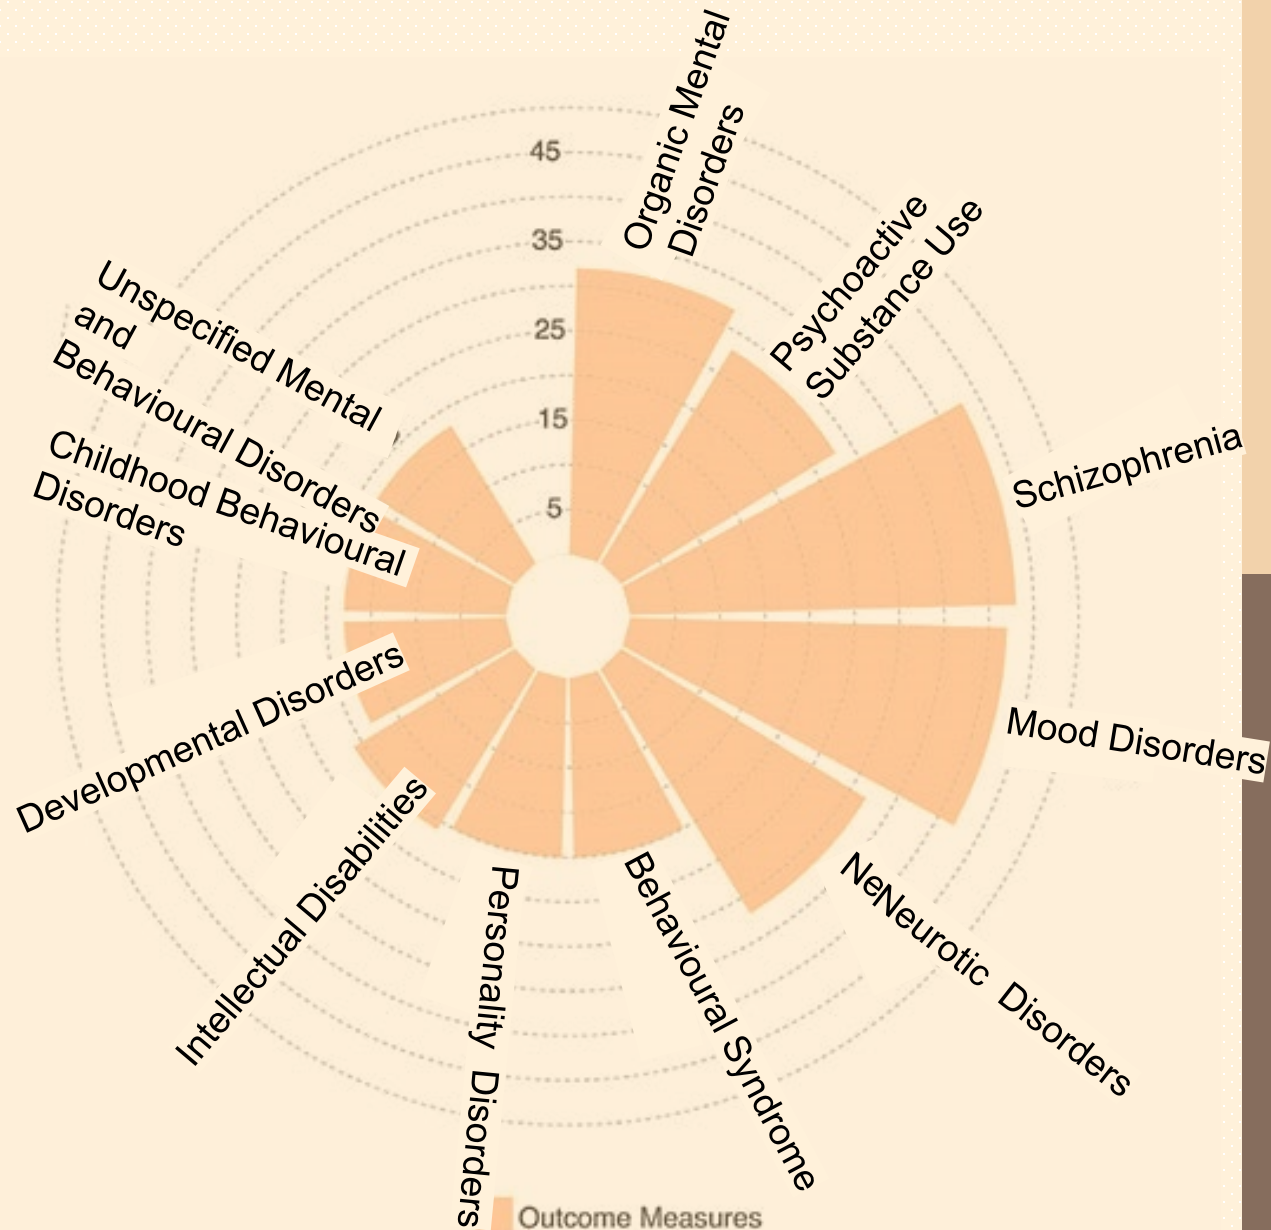 Organic Mental
Disorders
Psychoactive
Substance Use
Schizophrenia
Mood Disorders
NeNeurotic Disorders
Behavioural Syndrome
Personality Disorders
Intellectual Disabilities
Developmental Disorders
Childhood Behavioural
Disorders
Unspecified Mental
and
Behavioural Disorders
45
35
25
15
5
Outcome Measures